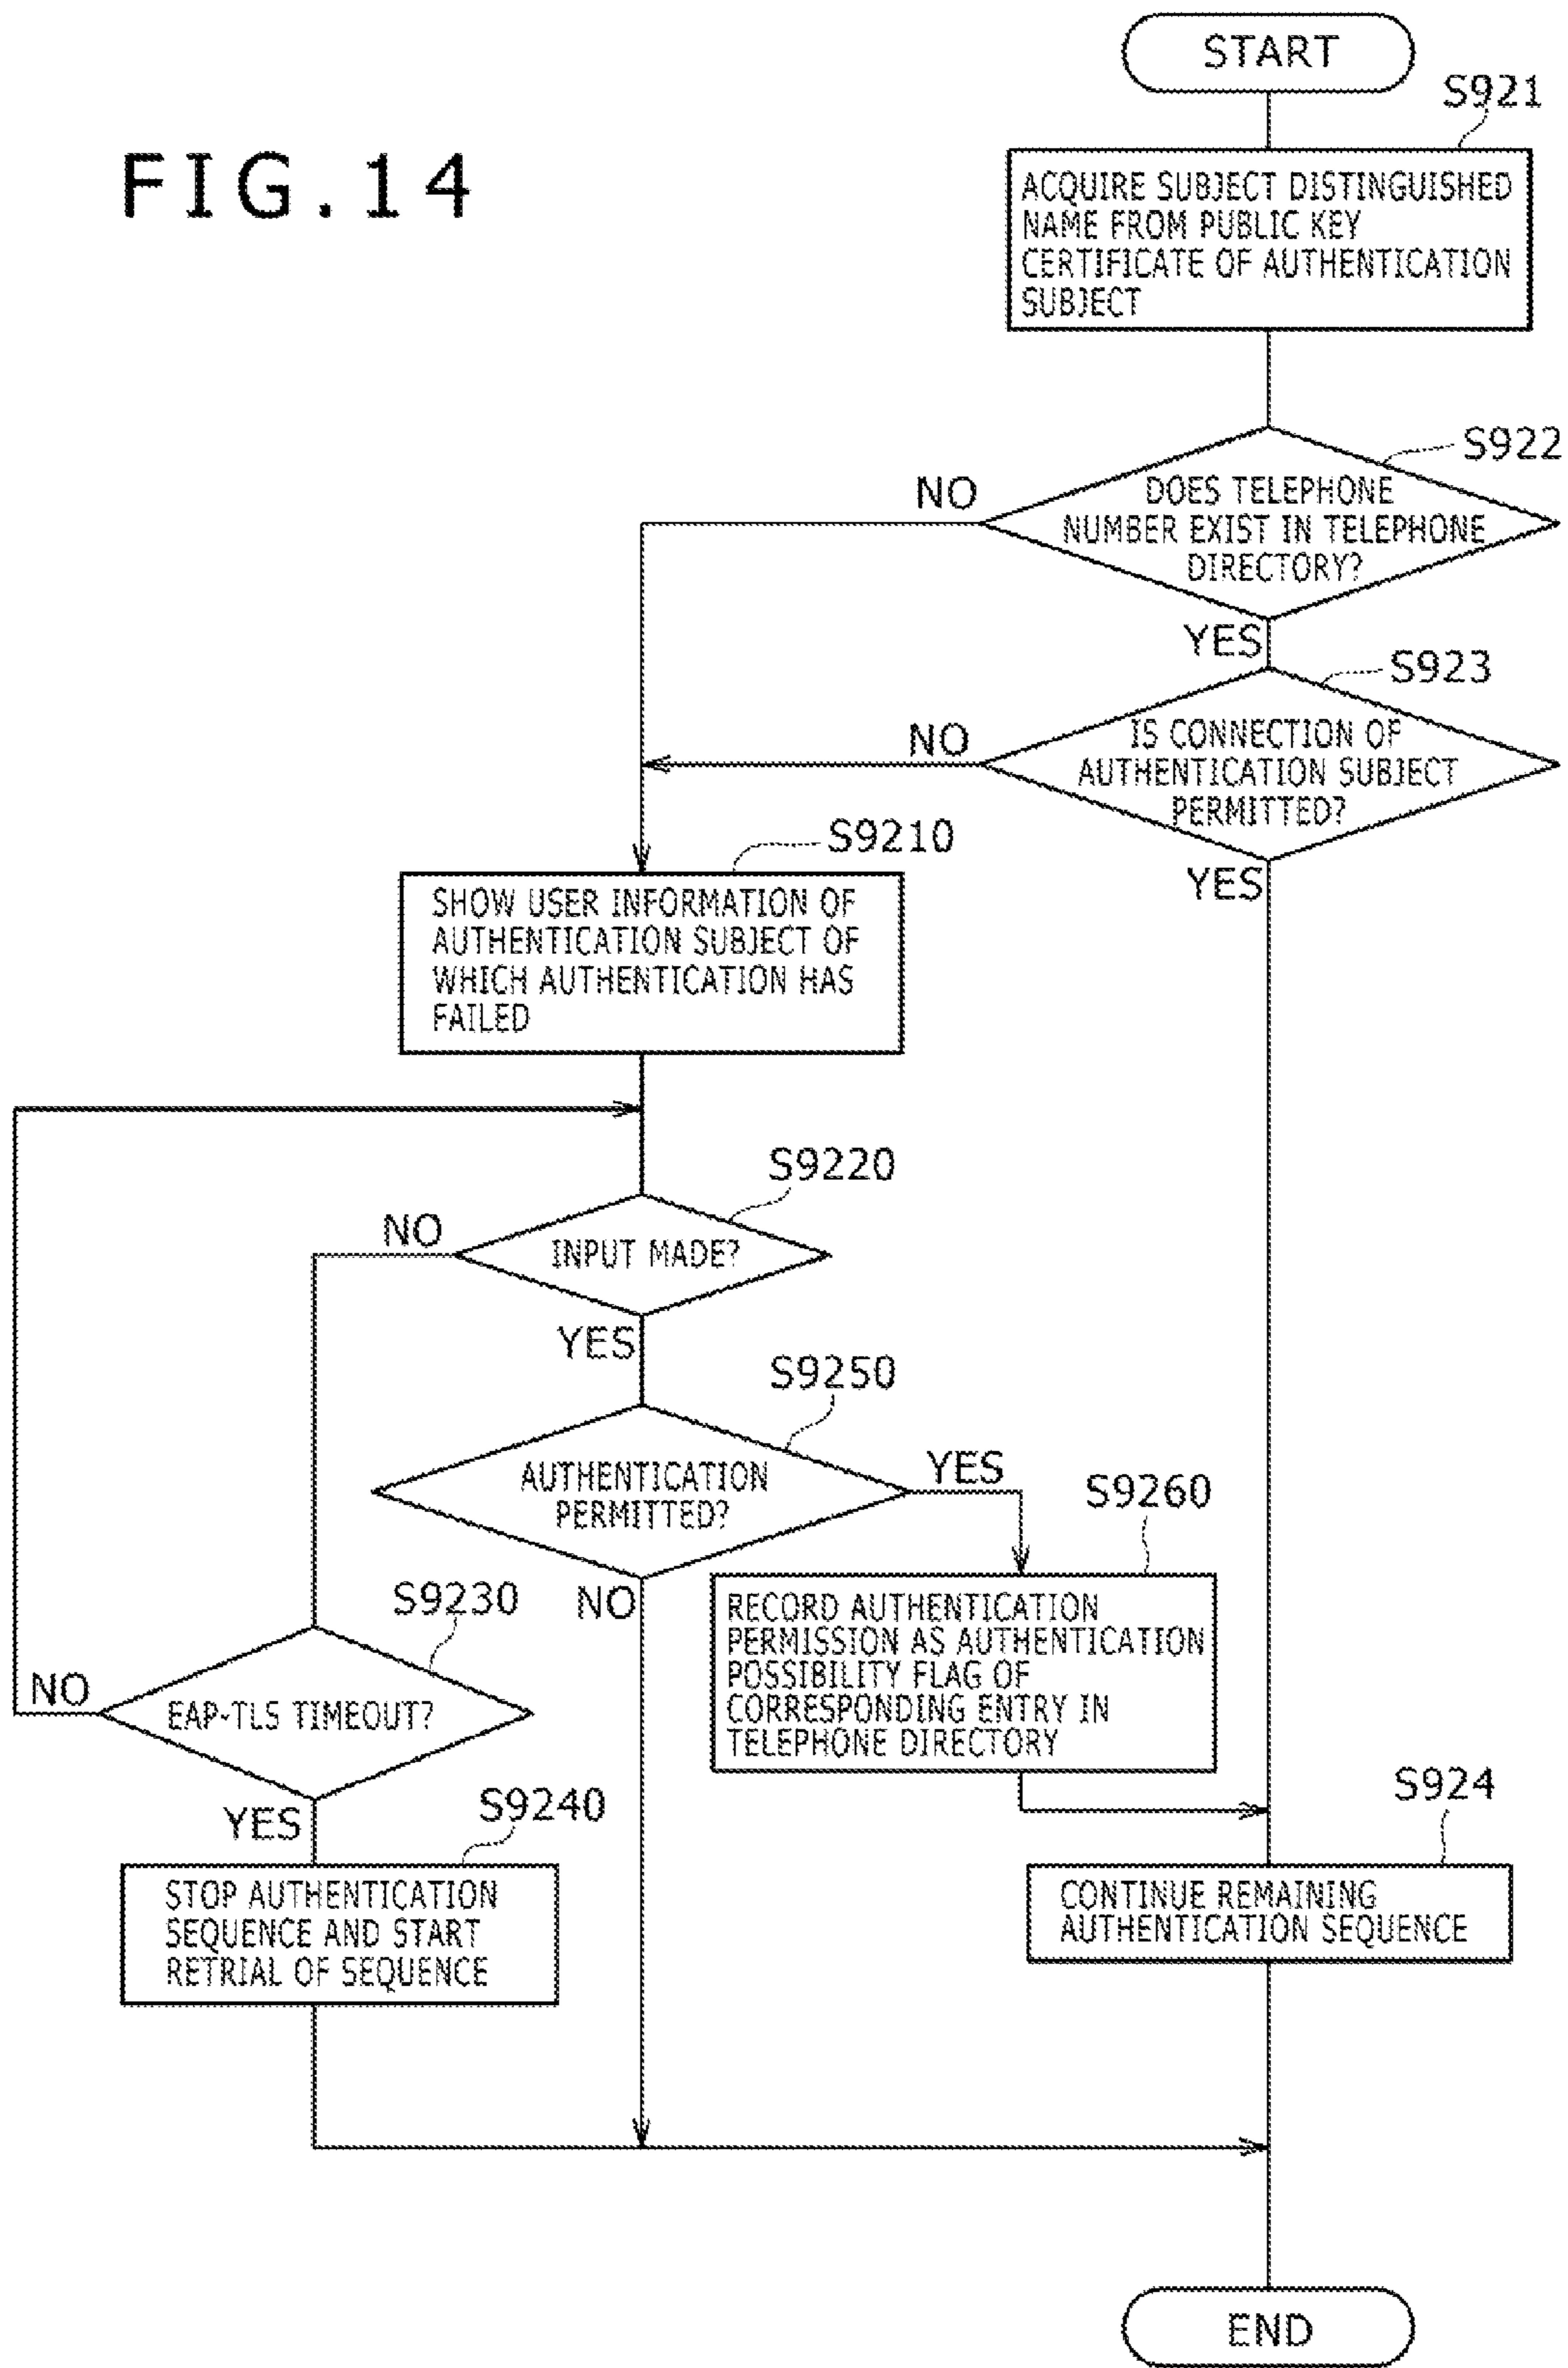 START
S921
FIG.14
ACQUIRE SUBJECT DISTINGUISHED
NAME FROM PUBLIC KEY
CERTIFICATE OF AUTHENTICATION
SUBJECT
S922
NO
DOES TELEPHONE
NUMBER EXIST IN TELEPHONE
DIRECTORY?
YES
S923
NO
IS CONNECTION OF
AUTHENTICATION SUBJECT
PERMITTED?
YES
S9210
SHOW USER INFORMATION OF
AUTHENTICATION SUBJECT OF
WHICH AUTHENTICATION HAS
FAILED
S9220
NO
INPUT MADE?
YES
S9250
YES
AUTHENTICATION
PERMITTED?
NO
S9260
RECORD AUTHENTICATION
PERMISSION AS AUTHENTICATION
POSSIBILITY FLAG OF
CORRESPONDING ENTRY IN
TELEPHONE DIRECTORY
S9230
NO
EAP-TLS TIMEOUT?
YES
S9240
STOP AUTHENTICATION
SEQUENCE AND START
RETRIAL OF SEQUENCE
S924
CONTINUE REMAINING
AUTHENTICATION SEQUENCE
END